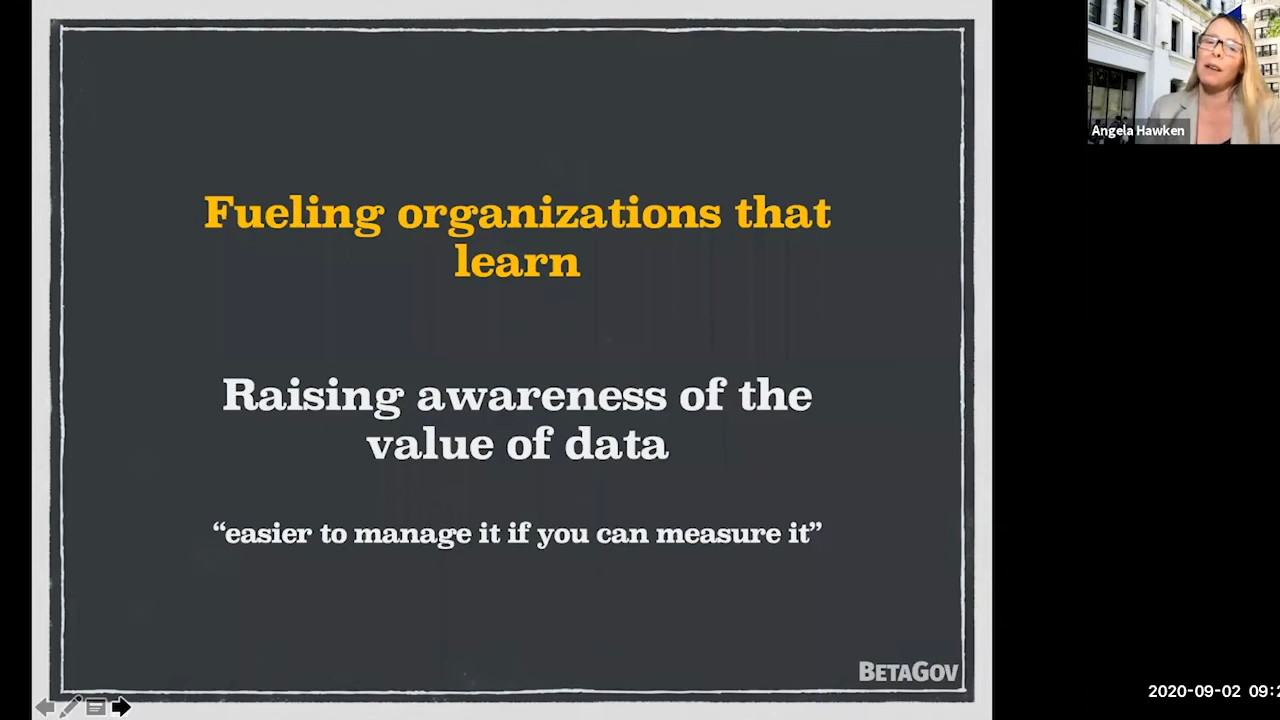 Fueling organizations that
learn
Raising awareness of the
value of data
“easier to manage it if you can measure it”
BETAGOV
Angela Hawken
2020-09-02 09:2